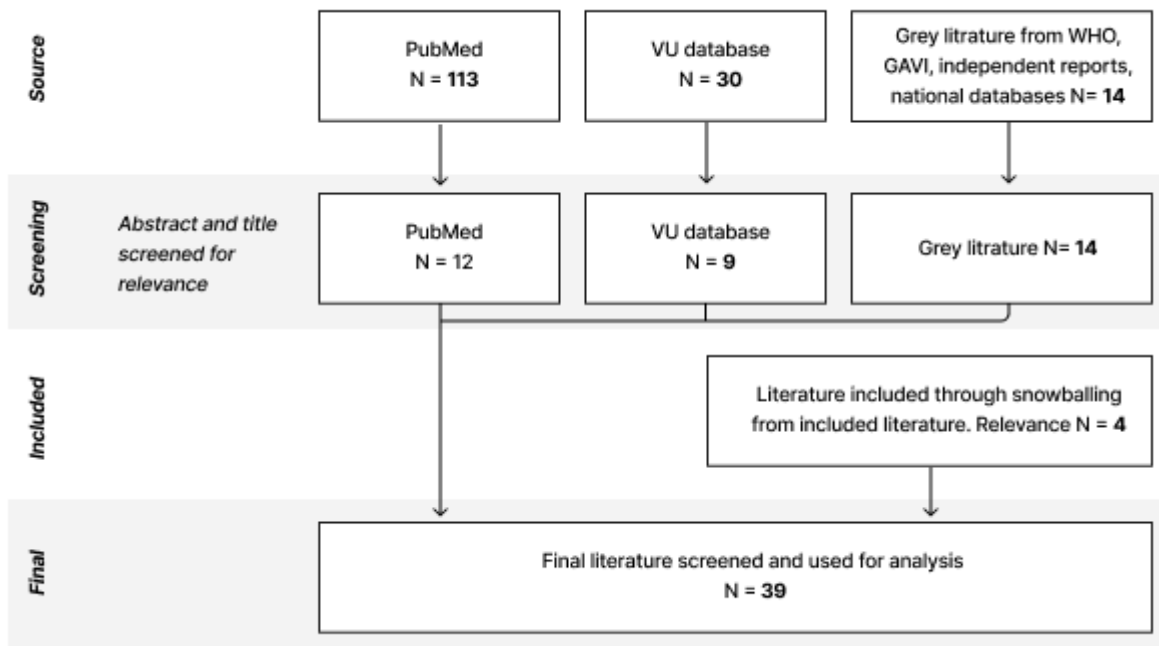 Source
PubMed
N = 113
VU database
N = 30
Grey litrature from WHO,
GAVI, independent reports,
national databases N= 14
Screening
Abstract and title
screened for
relevance
PubMed
N = 12
VU database
N = 9
Grey litrature N= 14
Included
Literature included through snowballing
from included literature. Relevance N = 4
Final
Final literature screened and used for analysis
N = 39